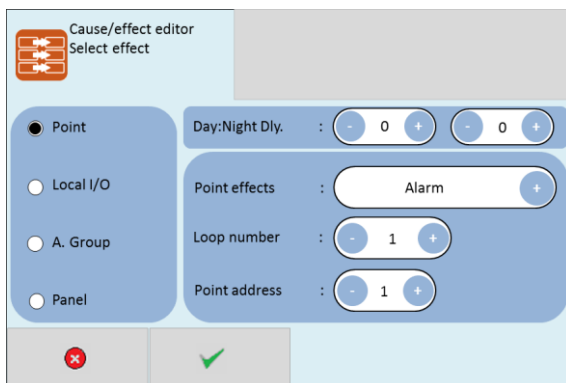 Cause/effect editor
Select effect
Point
Local I/O
A. Group
Panel
Day:Night Dly. : - 0 + - 0 +
Point effects : Alarm +
Loop number : - 1 +
Point address : - 1 +